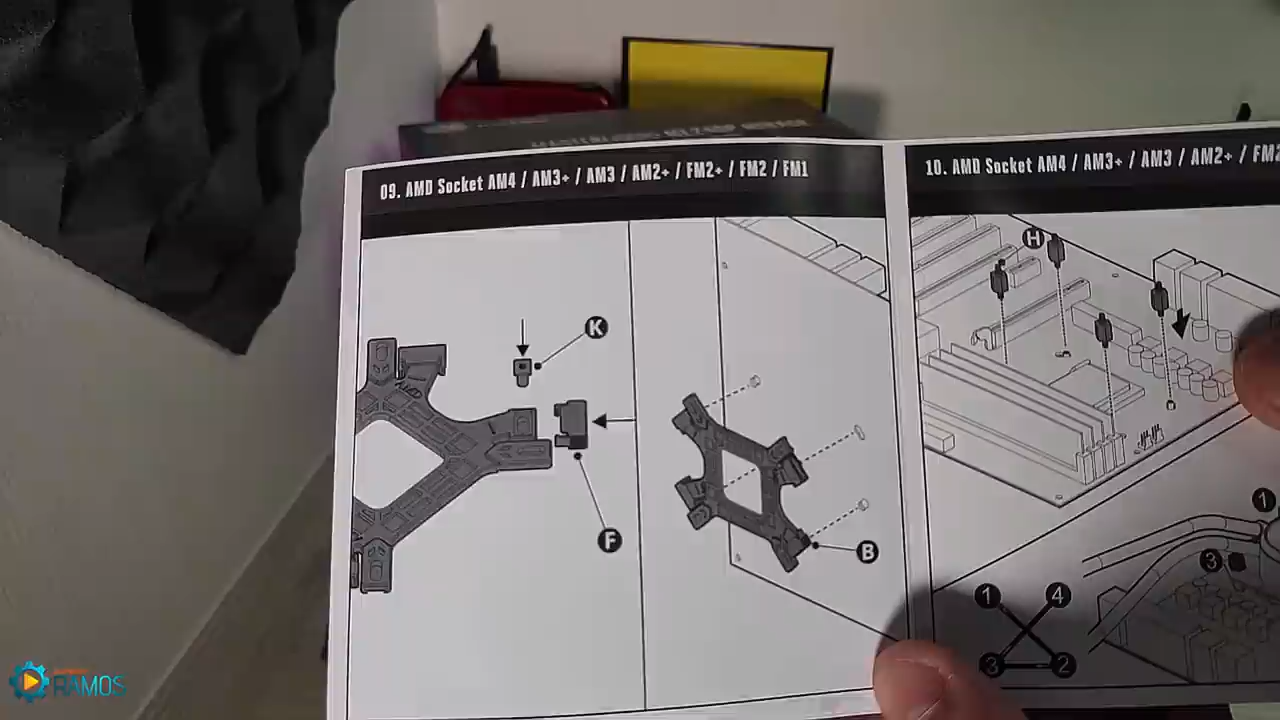 09. AMD Socket AM4 / AM3+ / AM3 / AM2+ / FM2+ / FM2 / FM1
K
F
B
AMD
10. AMD Socket AM4 / AM3+ / AM3 / AM2+ /
H
1
3
1
4
3
2
RAMOS